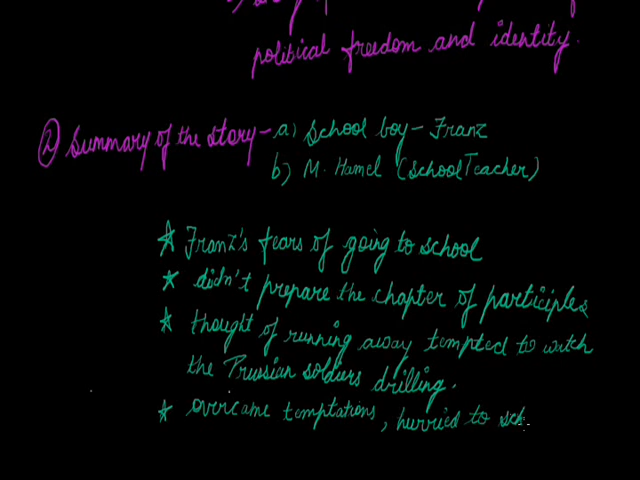 political freedom and identity.
2) Summary of the story - a) School boy - Franz
b) M. Hamel (School Teacher)
* Franz's fears of going to school
* didn't prepare the chapter of participles
* thought of running away tempted to watch
the Prussian soldiers drilling.
* overcame temptations, hurried to sch